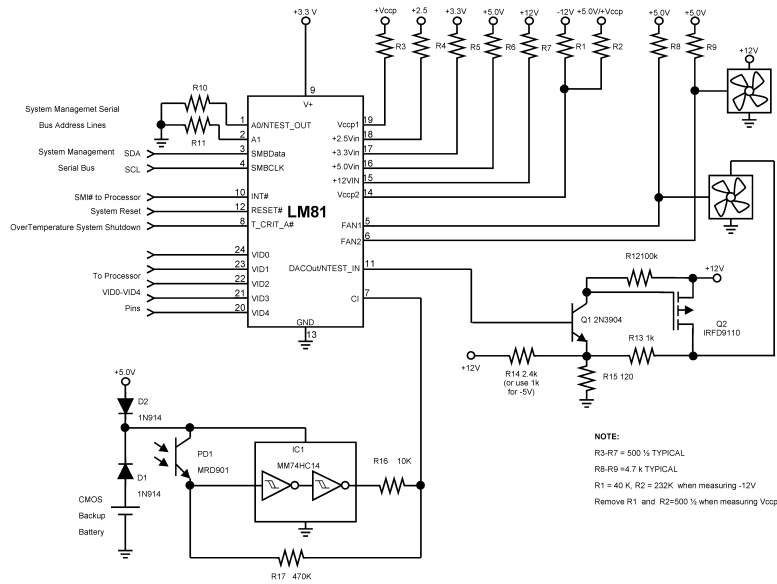 +3.3 V
+Vccp
+2.5
+3.3V
+5.0V
+12V
-12V
+5.0V/+Vccp
+5.0V
+5.0V
R3
R4
R5
R6
R7
R1
R2
R8
R9
+12V
9
V+
R10
R11
System Managemet Serial
Bus Address Lines
1
A0/NTEST_OUT
2
A1
System Management
Serial Bus
SDA
3
SMBData
SCL
4
SMBCLK
SMI# to Processor
10
INT#
System Reset
12
RESET#
OverTemperature System Shutdown
8
T_CRIT_A#
LM81
Vccp1
19
+2.5Vin
18
+3.3Vin
17
+5.0Vin
16
+12VIN
15
Vccp2
14
FAN1
5
FAN2
6
DACOut/NTEST_IN
11
CI
7
To Processor
VID0-VID4
Pins
24
VID0
23
VID1
22
VID2
21
VID3
20
VID4
GND
13
R12100k
+12V
Q1 2N3904
Q2
IRFD9110
R13 1k
+12V
R14 2.4k
(or use 1k
for -5V)
R15 120
+5.0V
D2
1N914
D1
1N914
CMOS
Backup
Battery
PD1
MRD901
IC1
MM74HC14
R16 10K
R17 470K
NOTE:
R3-R7 = 500 ½ TYPICAL
R8-R9 =4.7 k TYPICAL
R1 = 40 K, R2 = 232K when measuring -12V
Remove R1 and R2=500 ½ when measuring Vccp